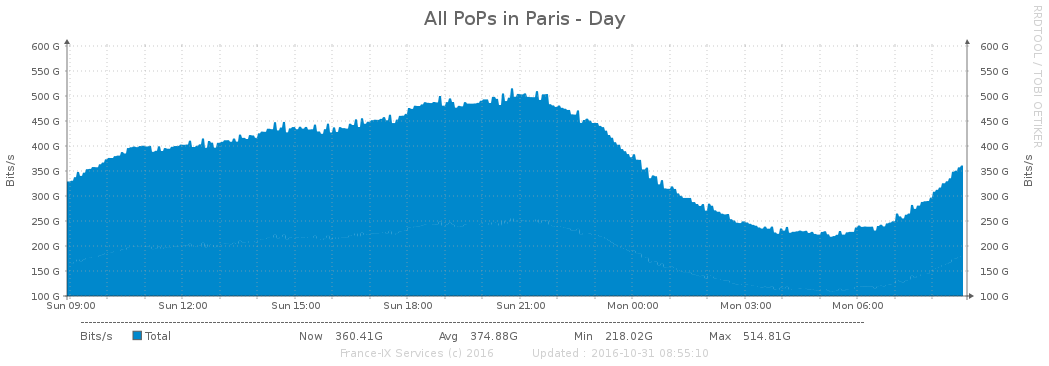 All PoPs in Paris - Day
RRDTOOL / TOBI OETIKER
600 G 600 G
550 G 550 G
500 G 500 G
450 G 450 G
400 G 400 G
350 G 350 G
300 G 300 G
250 G 250 G
200 G 200 G
150 G 150 G
100 G 100 G
Bits/s
Bits/s
Sun 09:00 Sun 12:00 Sun 15:00 Sun 18:00 Sun 21:00 Mon 00:00 Mon 03:00 Mon 06:00
Bits/s Total Now 360.41G Avg 374.88G Min 218.02G Max 514.81G
France-IX Services (c) 2016 Updated : 2016-10-31 08:55:10